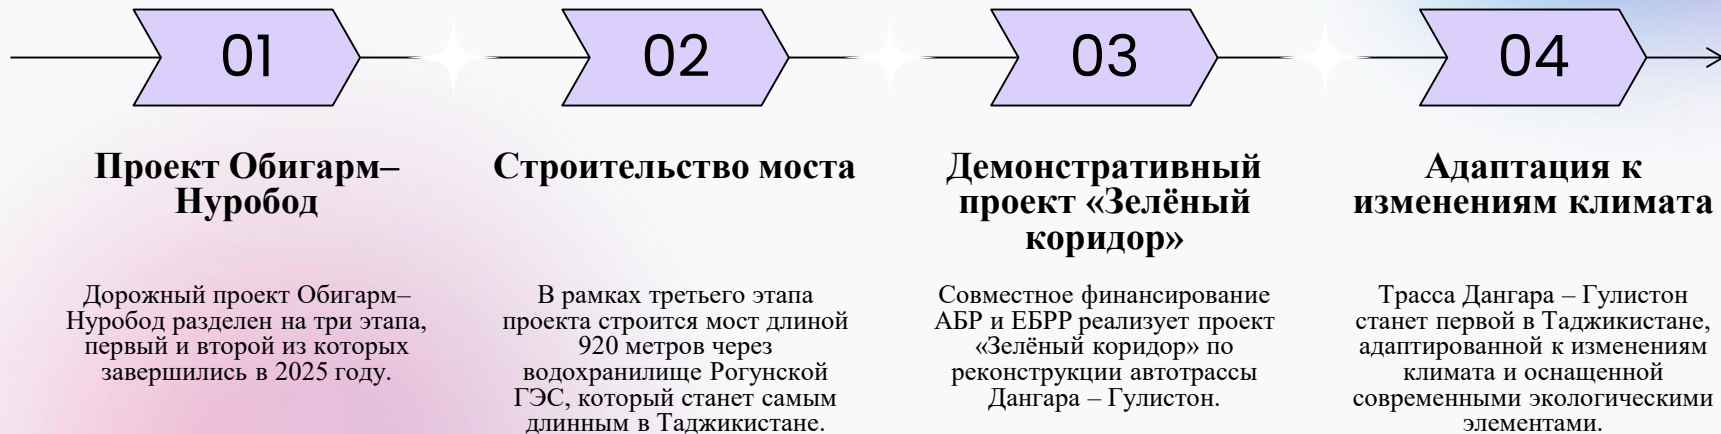 01
Проект Обигарм–
Нуробод
Дорожный проект Обигарм–
Нуробод разделен на три этапа,
первый и второй из которых
завершились в 2025 году.
02
Строительство моста
В рамках третьего этапа
проекта строится мост длиной
920 метров через
водохранилище Рогунской
ГЭС, который станет самым
длинным в Таджикистане.
03
Демонстративный
проект «Зелёный
коридор»
Совместное финансирование
АБР и ЕБРР реализует проект
«Зелёный коридор» по
реконструкции автотрассы
Дангара – Гулистон.
04
Адаптация к
изменениям климата
Трасса Дангара – Гулистон
станет первой в Таджикистане,
адаптированной к изменениям
климата и оснащенной
современными экологическими
элементами.